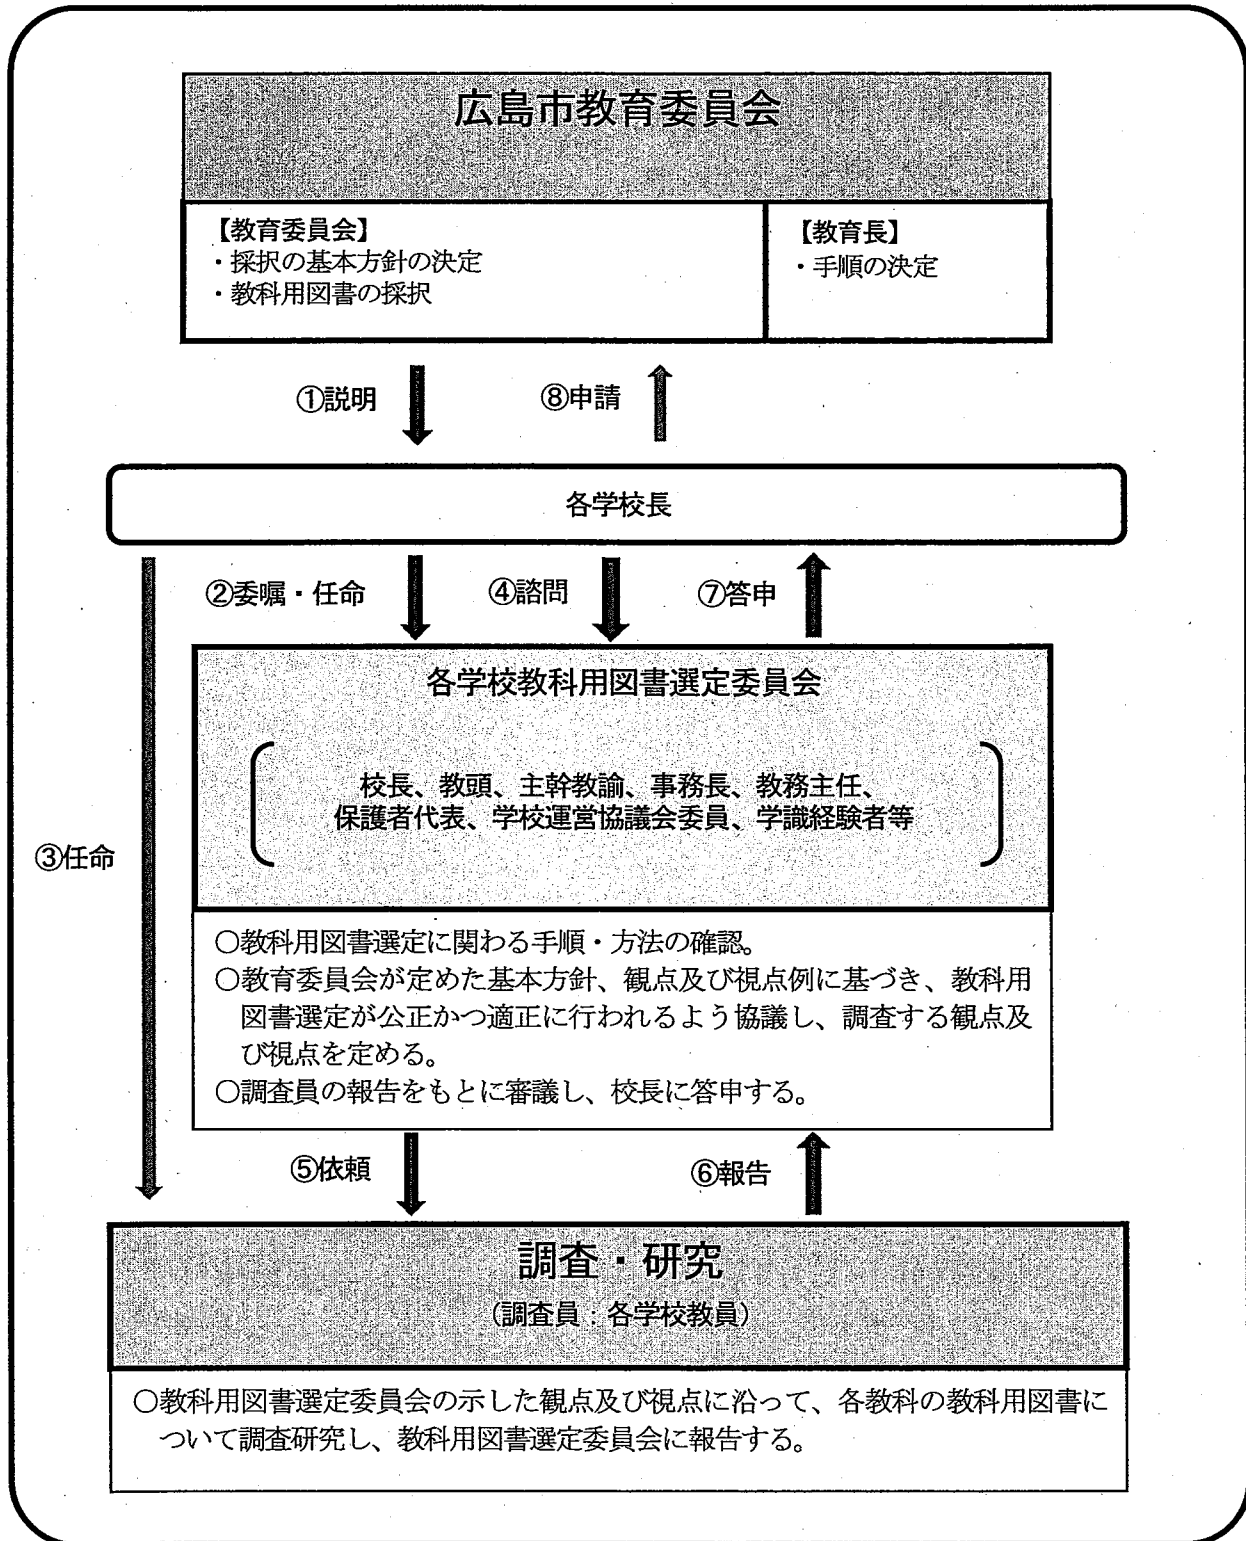 広島市教育委員会
【教育委員会】
・採択の基本方針の決定
・教科用図書の採択
【教育長】
・手順の決定
①説明
⑧申請
各学校長
②委嘱・任命
④諮問
⑦答申
各学校教科用図書選定委員会
校長、教頭、主幹教諭、事務長、教務主任、
保護者代表、学校運営協議会委員、学識経験者等
③任命
○教科用図書選定に関わる手順・方法の確認。
○教育委員会が定めた基本方針、観点及び視点例に基づき、教科用
図書選定が公正かつ適正に行われるよう協議し、調査する観点及
び視点を定める。
○調査員の報告をもとに審議し、校長に答申する。
⑤依頼
⑥報告
調査・研究
(調査員：各学校教員)
○教科用図書選定委員会の示した観点及び視点に沿って、各教科の教科用図書に
ついて調査研究し、教科用図書選定委員会に報告する。